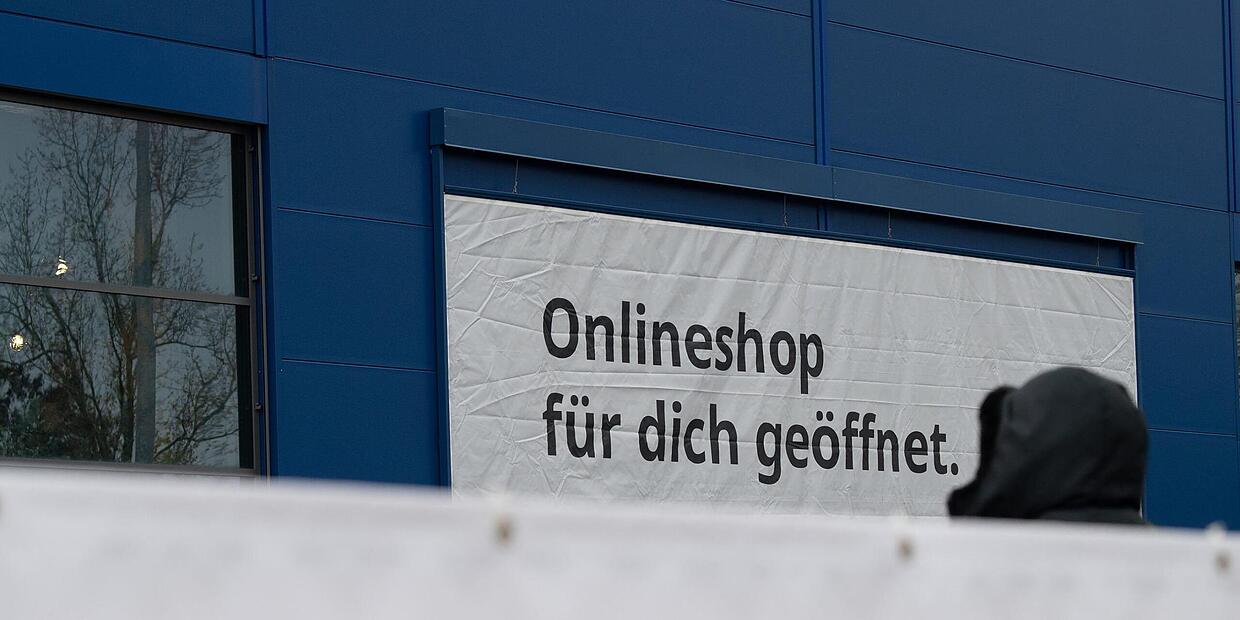 Onlineshop
für dich geöffnet.